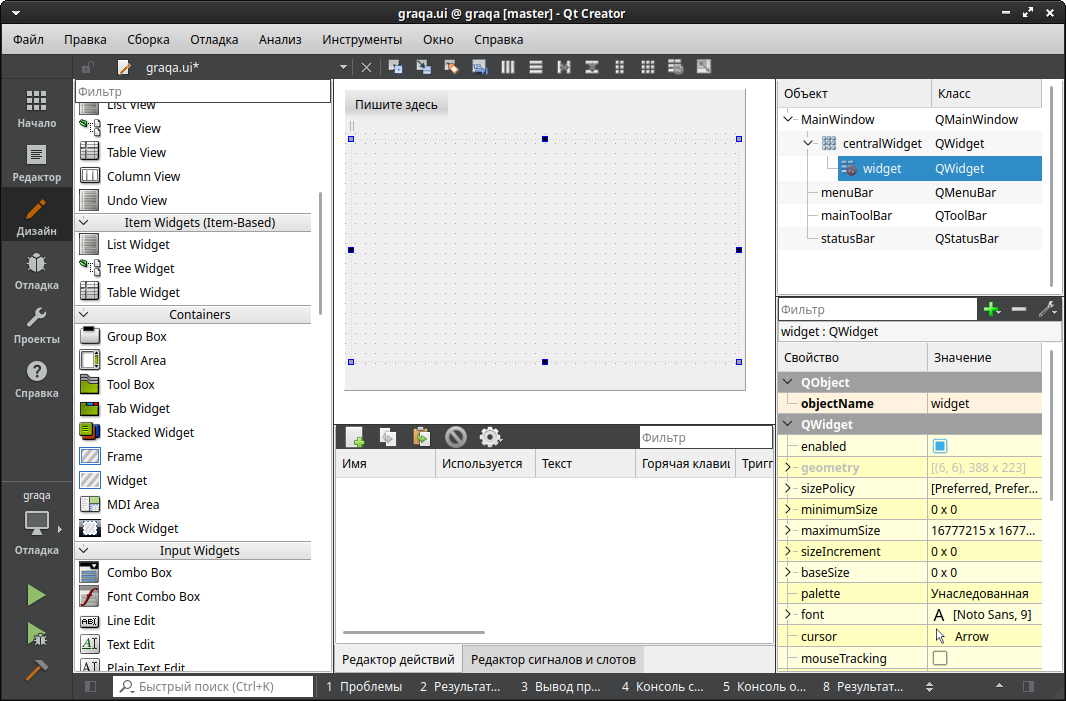 graqa.ui @ graqa [master] - Qt Creator
Файл Правка Сборка Отладка Анализ Инструменты Окно Справка
graqa.ui*
Начало
Редактор
Дизайн
Отладка
Проекты
Справка
graqa
Отладка
Фильтр
List View
Tree View
Table View
Column View
Undo View
Item Widgets (Item-Based)
List Widget
Tree Widget
Table Widget
Containers
Group Box
Scroll Area
Tool Box
Tab Widget
Stacked Widget
Frame
Widget
MDI Area
Dock Widget
Input Widgets
Combo Box
Font Combo Box
Line Edit
Text Edit
Plain Text Edit
Пишите здесь
Фильтр
Имя Используется Текст Горячая клавиш Тригг
Редактор действий Редактор сигналов и слотов
Объект Класс
MainWindow QMainWindow
centralWidget QWidget
widget QWidget
menuBar QMenuBar
mainToolBar QToolBar
statusBar QStatusBar
Фильтр
widget : QWidget
Свойство Значение
QObject
objectName widget
QWidget
enabled
geometry [(6, 6), 388 x 223]
sizePolicy [Preferred, Prefer...
minimumSize 0 x 0
maximumSize 16777215 x 1677...
sizeIncrement 0 x 0
baseSize 0 x 0
palette Унаследованная
font A [Noto Sans, 9]
cursor Arrow
mouseTracking
Быстрый поиск (Ctrl+K) 1 Проблемы 2 Результат... 3 Вывод пр... 4 Консоль с... 5 Консоль о... 8 Результат...